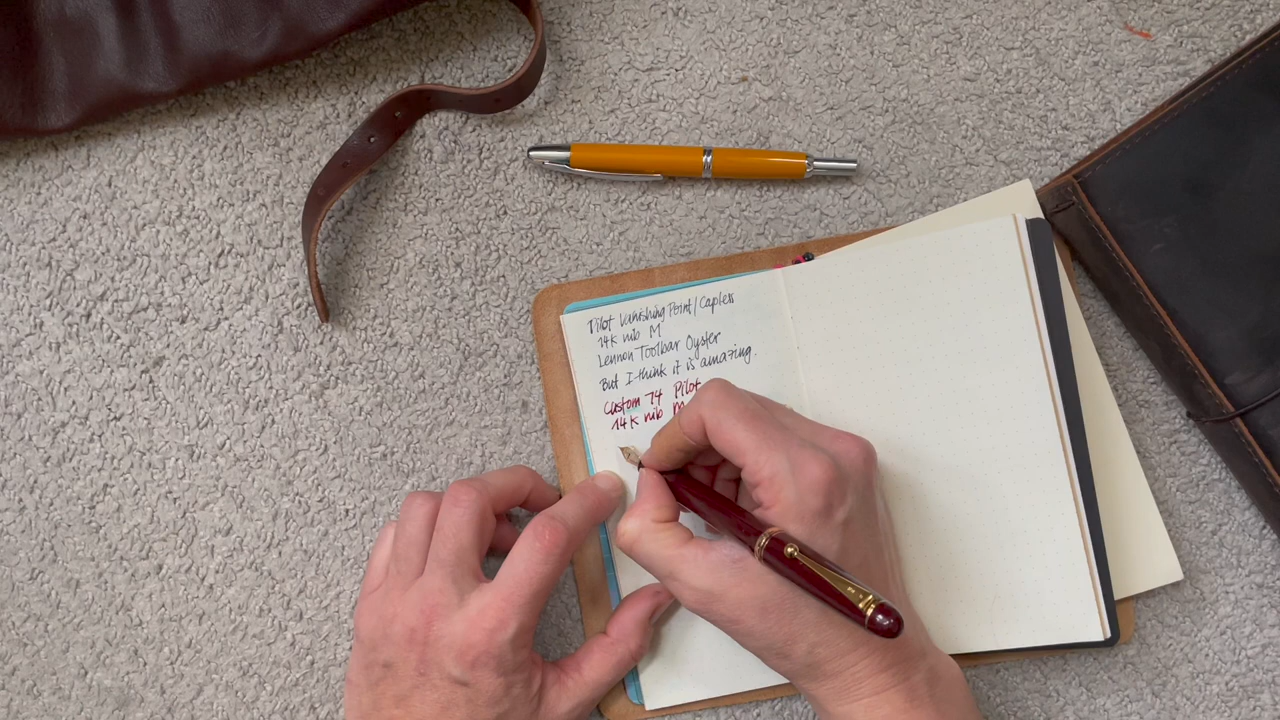 Pilot Vanishing Point/Capless
14K nib M
Lennon Toolbar Oyster
But I think it is amazing.
Custom 74 Pilot
14K nib M